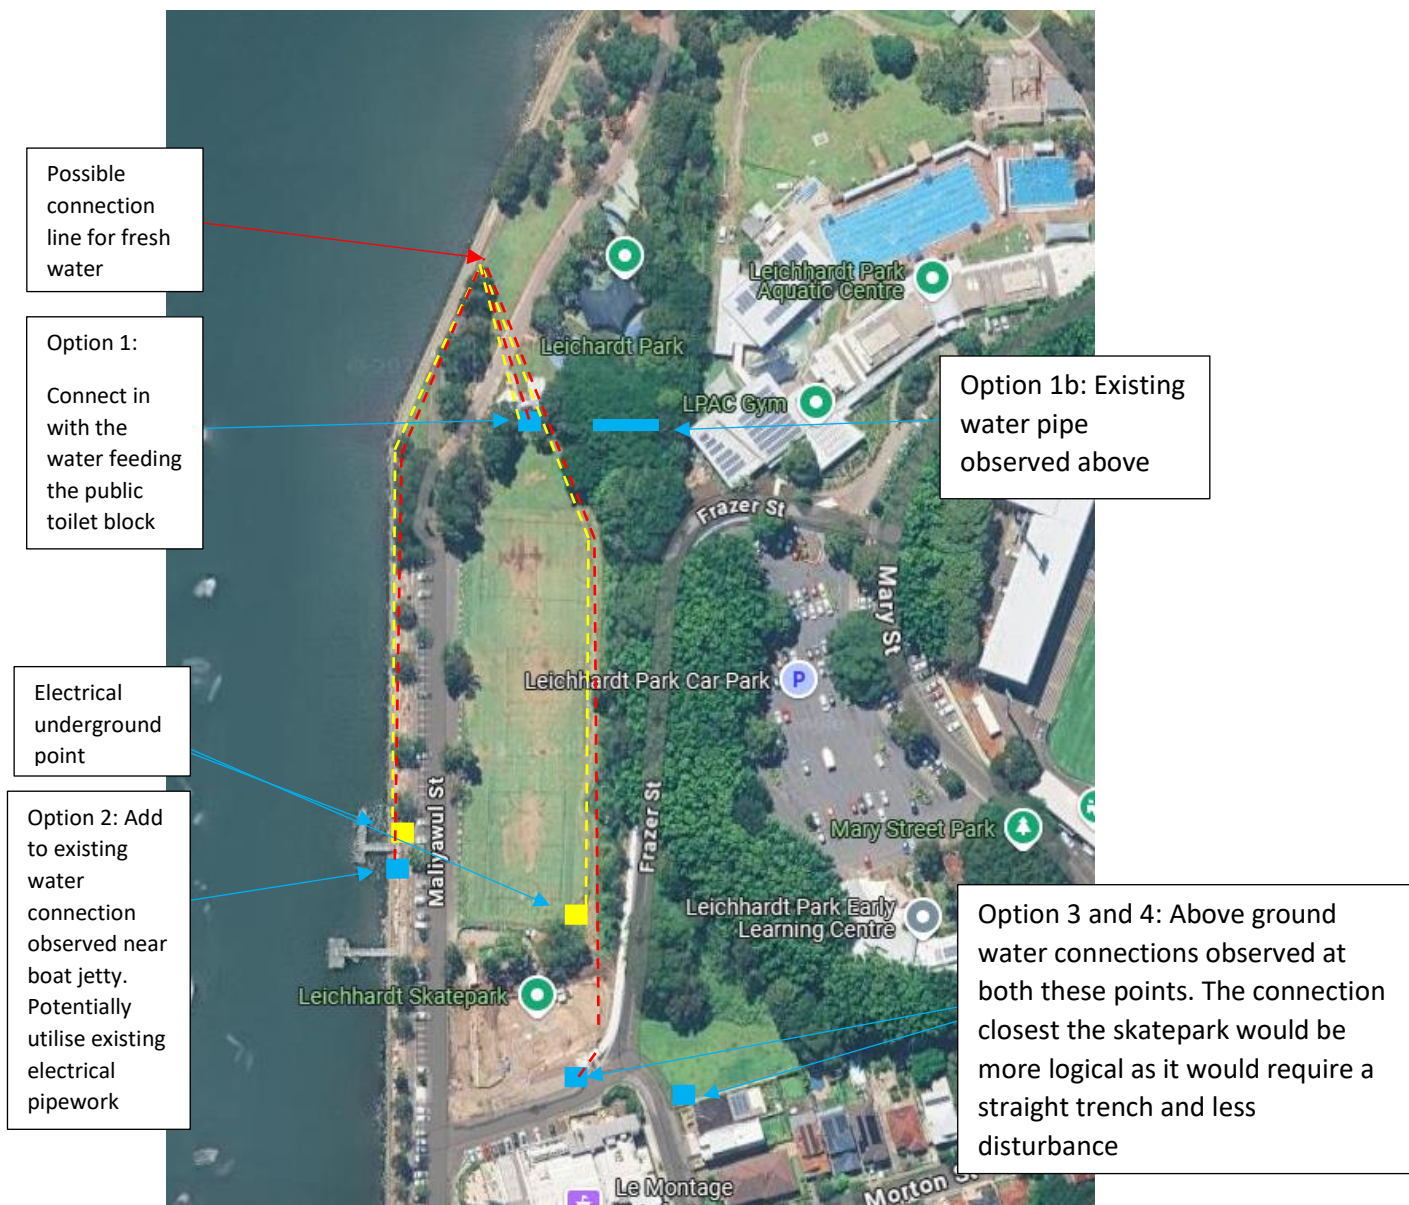 Possible
connection
line for fresh
water
Option 1:
Connect in
with the
water feeding
the public
toilet block
Leichhardt Park
Aquatic Centre
Leichardt Park
LPAC Gym
Option 1b: Existing
water pipe
observed above
Frazer St
Mary St
Leichhardt Park Car Park
P
Electrical
underground
point
Option 2: Add
to existing
water
connection
observed near
boat jetty.
Potentially
utilise existing
electrical
pipework
Maliyawul St
Frazer St
Mary Street Park
Leichhardt Park Early
Learning Centre
Leichhardt Skatepark
Option 3 and 4: Above ground
water connections observed at
both these points. The connection
closest the skatepark would be
more logical as it would require a
straight trench and less
disturbance
Le Montage
Morton